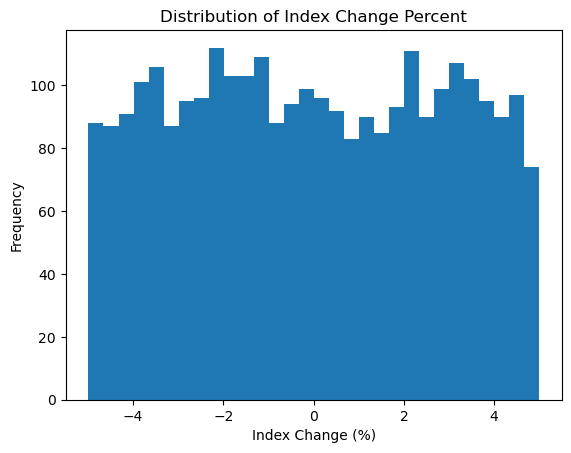 Distribution of Index Change Percent
Frequency
100
80
60
40
20
0
−4 −2 0 2 4
Index Change (%)